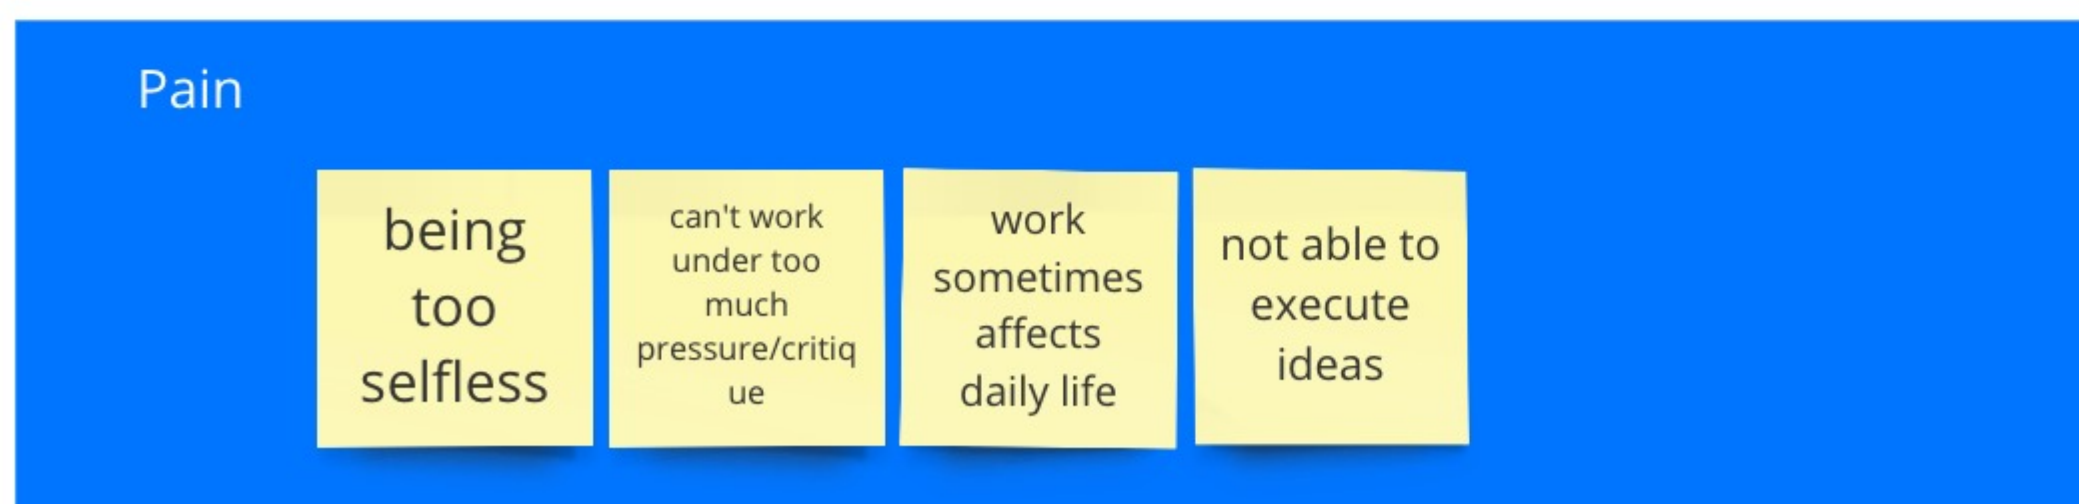 Pain
being
too
selfless
can't work
under too
much
pressure/critiq
ue
work
sometimes
affects
daily life
not able to
execute
ideas